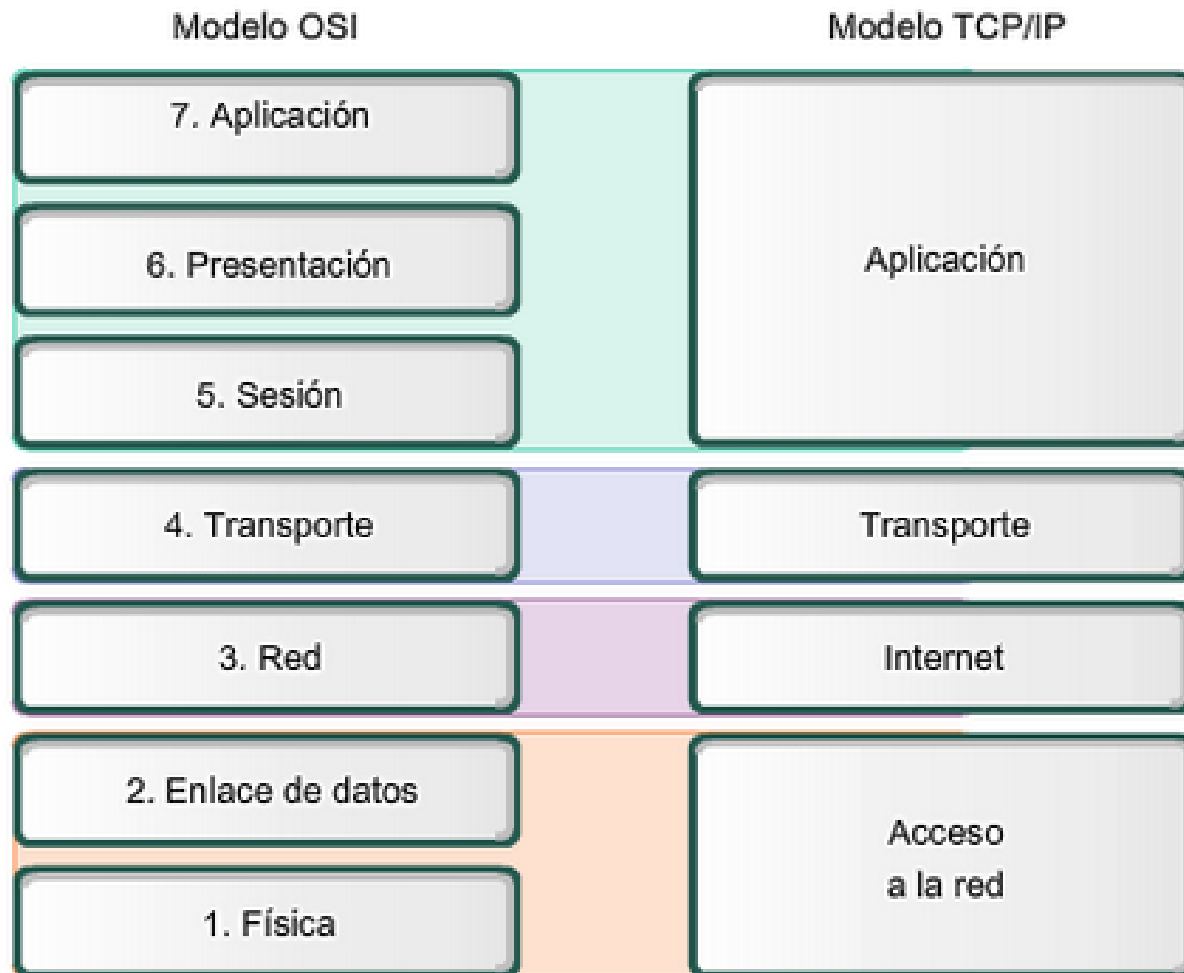 Modelo OSI
Modelo TCP/IP
7. Aplicación
6. Presentación
5. Sesión
Aplicación
4. Transporte
Transporte
3. Red
Internet
2. Enlace de datos
1. Física
Acceso
a la red